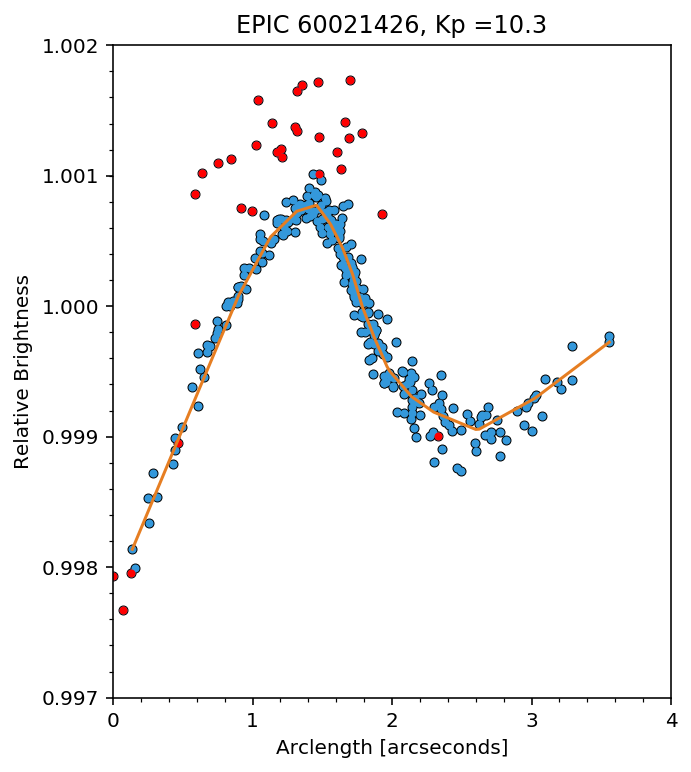 EPIC 60021426, Kp =10.3
1.002
1.001
1.000
0.999
0.998
0.997
Relative Brightness
0 1 2 3 4
Arclength [arcseconds]